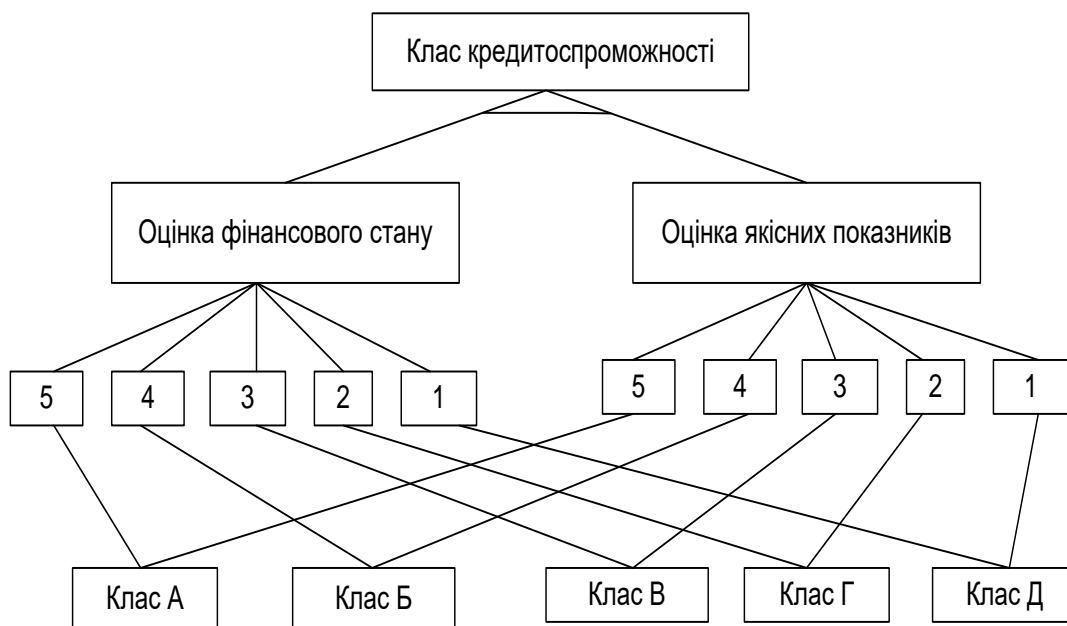 Клас кредитоспроможності
Оцінка фінансового стану
Оцінка якісних показників
5
4
3
2
1
5
4
3
2
1
Клас А
Клас Б
Клас В
Клас Г
Клас Д